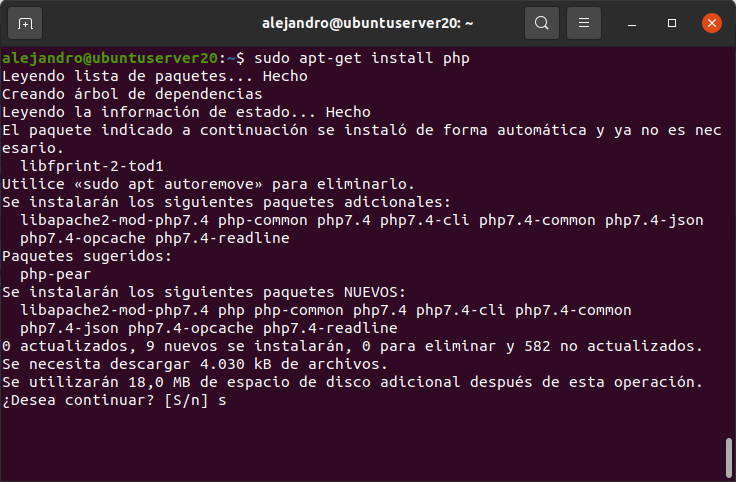 alejandro@ubuntuserver20: ~
alejandro@ubuntuserver20:~$ sudo apt-get install php
Leyendo lista de paquetes... Hecho
Creando árbol de dependencias
Leyendo la información de estado... Hecho
El paquete indicado a continuación se instaló de forma automática y ya no es nec
esario.
  libfprint-2-tod1
Utilice «sudo apt autoremove» para eliminarlo.
Se instalarán los siguientes paquetes adicionales:
  libapache2-mod-php7.4 php-common php7.4 php7.4-cli php7.4-common php7.4-json
  php7.4-opcache php7.4-readline
Paquetes sugeridos:
  php-pear
Se instalarán los siguientes paquetes NUEVOS:
  libapache2-mod-php7.4 php php-common php7.4 php7.4-cli php7.4-common
  php7.4-json php7.4-opcache php7.4-readline
0 actualizados, 9 nuevos se instalarán, 0 para eliminar y 582 no actualizados.
Se necesita descargar 4.030 kB de archivos.
Se utilizarán 18,0 MB de espacio de disco adicional después de esta operación.
¿Desea continuar? [S/n] s